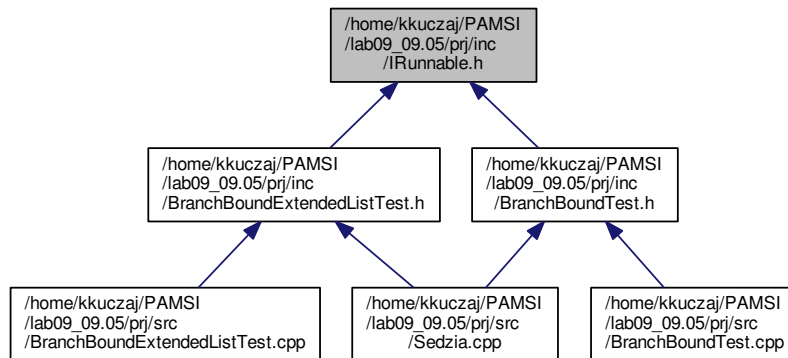 /home/kkuczaj/PAMSI
/lab09_09.05/prj/inc
/IRunnable.h
/home/kkuczaj/PAMSI
/lab09_09.05/prj/inc
/BranchBoundExtendedListTest.h
/home/kkuczaj/PAMSI
/lab09_09.05/prj/inc
/BranchBoundTest.h
/home/kkuczaj/PAMSI
/lab09_09.05/prj/src
/BranchBoundExtendedListTest.cpp
/home/kkuczaj/PAMSI
/lab09_09.05/prj/src
/Sedzia.cpp
/home/kkuczaj/PAMSI
/lab09_09.05/prj/src
/BranchBoundTest.cpp